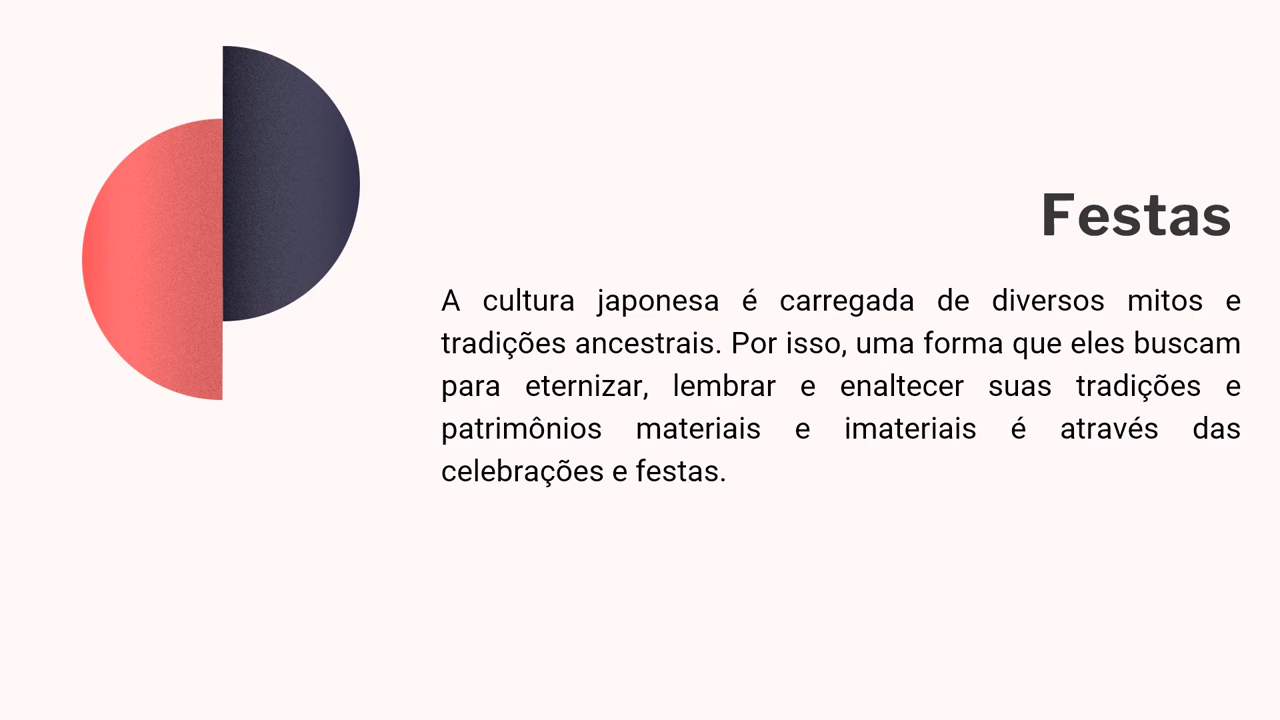 Festas
A cultura japonesa é carregada de diversos mitos e
tradições ancestrais. Por isso, uma forma que eles buscam
para eternizar, lembrar e enaltecer suas tradições e
patrimônios materiais e imateriais é através das
celebrações e festas.